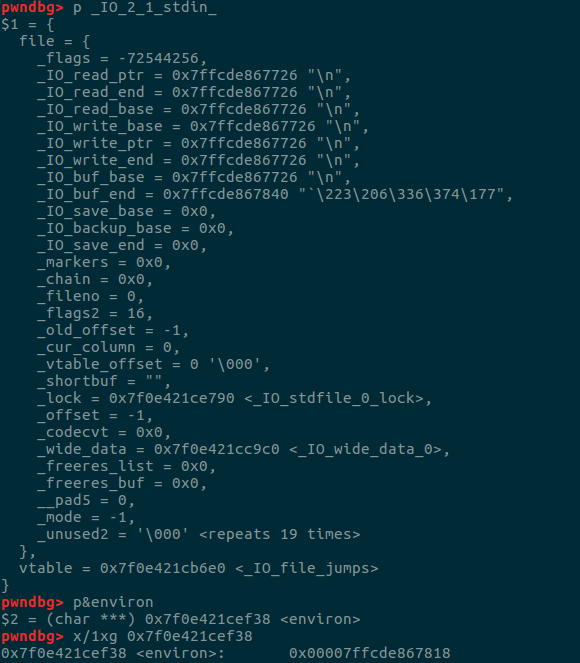 pwndbg> p _IO_2_1_stdin_
$1 = {
  file = {
    _flags = -72544256,
    _IO_read_ptr = 0x7ffcde867726 "\n",
    _IO_read_end = 0x7ffcde867726 "\n",
    _IO_read_base = 0x7ffcde867726 "\n",
    _IO_write_base = 0x7ffcde867726 "\n",
    _IO_write_ptr = 0x7ffcde867726 "\n",
    _IO_write_end = 0x7ffcde867726 "\n",
    _IO_buf_base = 0x7ffcde867726 "\n",
    _IO_buf_end = 0x7ffcde867840 "`\223\206\336\374\177",
    _IO_save_base = 0x0,
    _IO_backup_base = 0x0,
    _IO_save_end = 0x0,
    _markers = 0x0,
    _chain = 0x0,
    _fileno = 0,
    _flags2 = 16,
    _old_offset = -1,
    _cur_column = 0,
    _vtable_offset = 0 '\000',
    _shortbuf = "",
    _lock = 0x7f0e421ce790 <_IO_stdfile_0_lock>,
    _offset = -1,
    _codecvt = 0x0,
    _wide_data = 0x7f0e421cc9c0 <_IO_wide_data_0>,
    _freeres_list = 0x0,
    _freeres_buf = 0x0,
    __pad5 = 0,
    _mode = -1,
    _unused2 = '\000' <repeats 19 times>
  },
  vtable = 0x7f0e421cb6e0 <_IO_file_jumps>
}
pwndbg> p&environ
$2 = (char ***) 0x7f0e421cef38 <environ>
pwndbg> x/1xg 0x7f0e421cef38
0x7f0e421cef38 <environ>:	0x00007ffcde867818